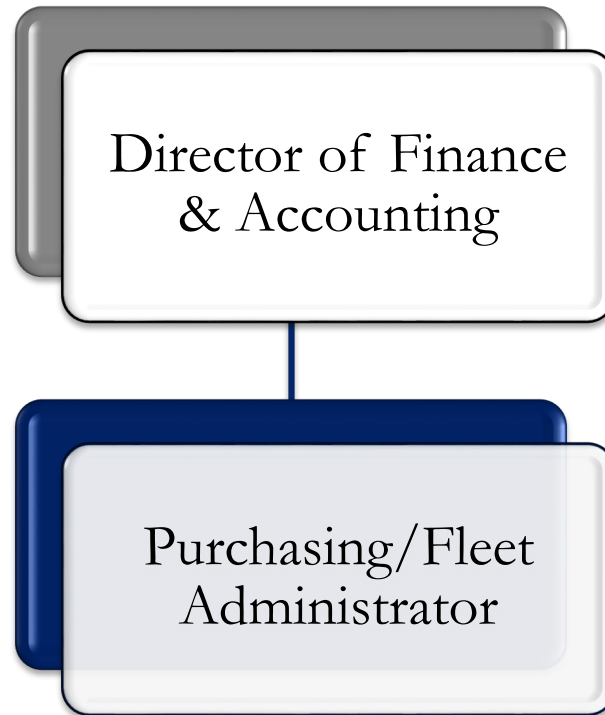 Director of Finance
& Accounting
Purchasing/Fleet
Administrator